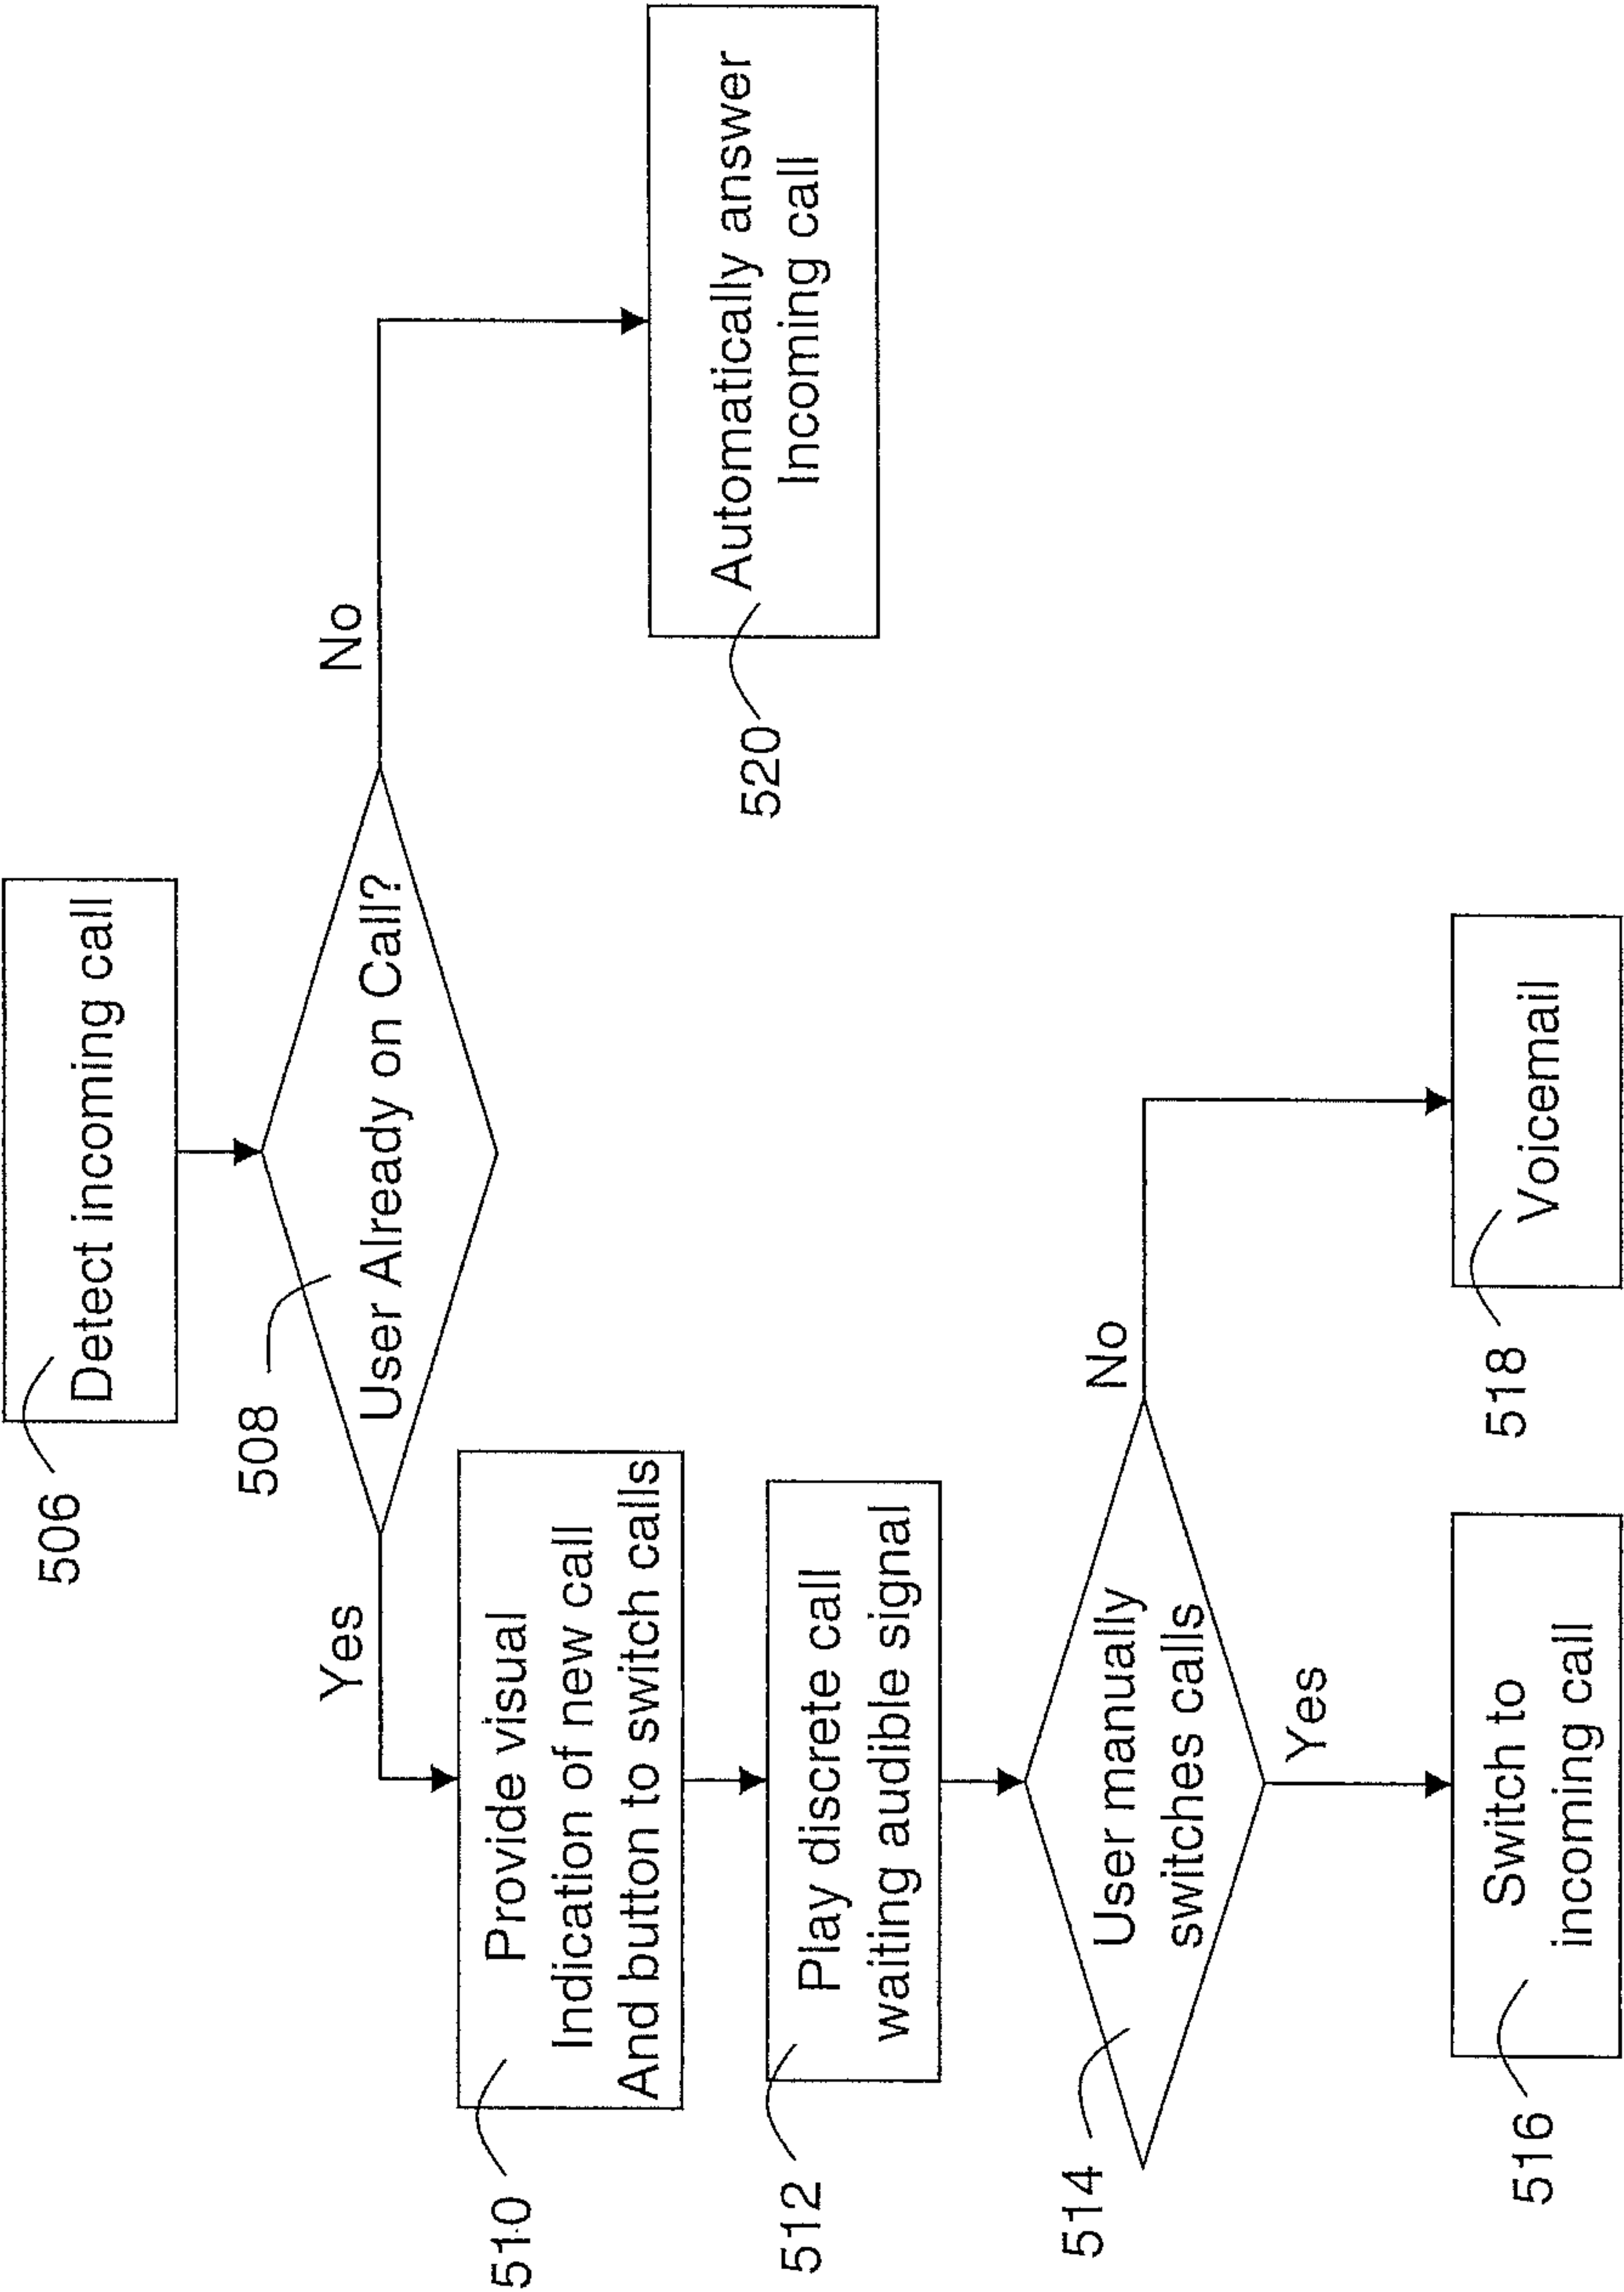 506
Detect incoming call
508
User Already on Call?
Yes
No
510
Provide visual
Indication of new call
And button to switch calls
520
Automatically answer
Incoming call
512
Play discrete call
waiting audible signal
514
User manually
switches calls
No
Yes
516
Switch to
incoming call
518
Voicemail